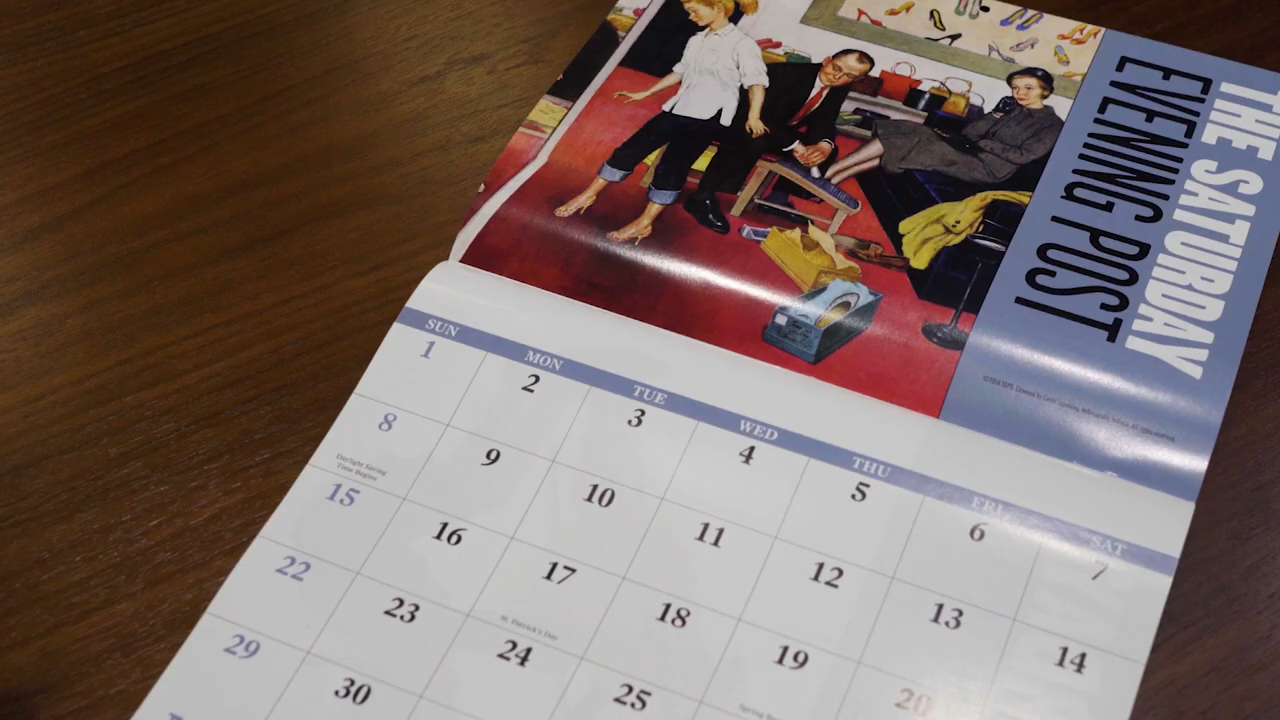 THE SATURDAY
EVENING POST
SUN MON TUE WED THU FRI SAT
1 2 3 4 5 6 7
8 9 10 11 12 13 14
Daylight Saving
Time Begins
15 16 17 18 19 20
St. Patrick's Day
22 23 24 25
29 30